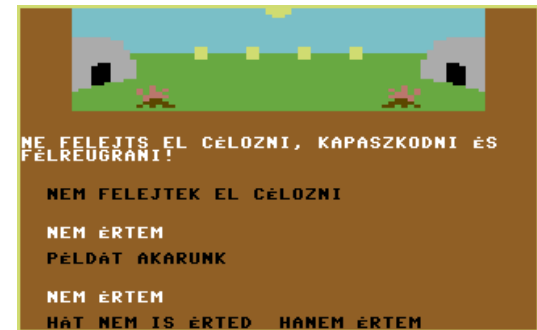 NE FELEJTS EL CÉLOZNI, KAPASZKODNI ÉS
FÉLREUGRANI!
NEM FELEJTEK EL CÉLOZNI
NEM ÉRTEM
PÉLDÁT AKARUNK
NEM ÉRTEM
HÁT NEM IS ÉRTED HANEM ÉRTEM